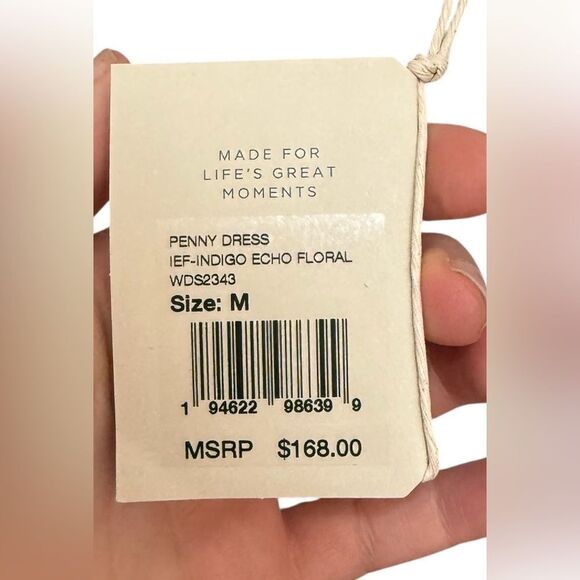 MADE FOR
LIFE'S GREAT
MOMENTS
PENNY DRESS
IEF-INDIGO ECHO FLORAL
WDS2343
Size: M
1 94622 98639 9
MSRP $168.00